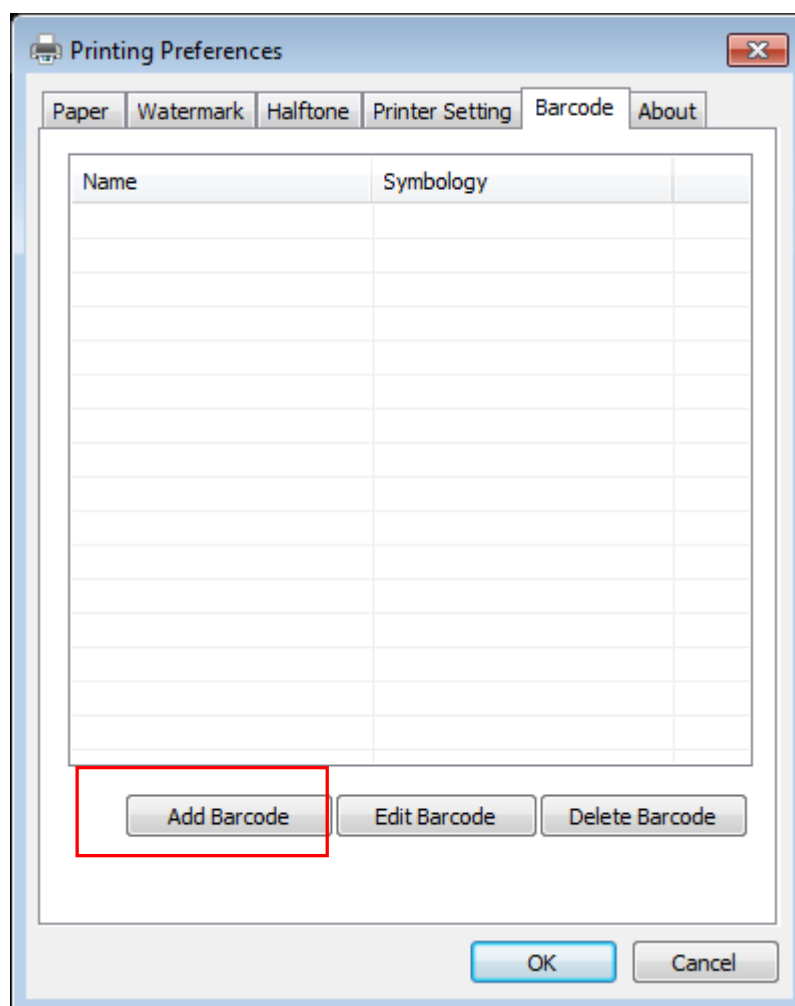 Printing Preferences
Paper Watermark Halftone Printer Setting Barcode About
Name Symbology
Add Barcode Edit Barcode Delete Barcode
OK Cancel